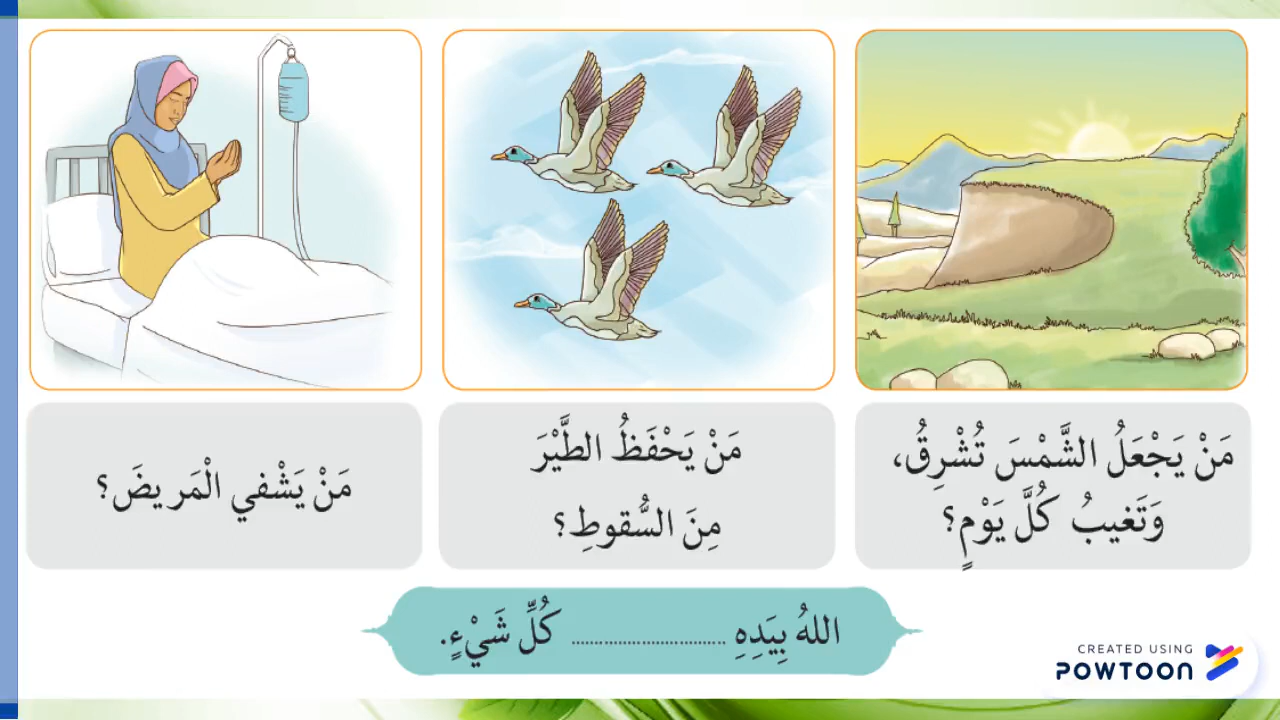 مَنْ يَجْعَلُ الشَّمْسَ تُشْرِقُ،
وَتَغيبُ كُلَّ يَوْمٍ؟
مَنْ يَحْفَظُ الطَّيْرَ
مِنَ السُّقوطِ؟
مَنْ يَشْفي الْمَريضَ؟
اللهُ بِيَدِهِ ............................ كُلِّ شَيْءٍ.
CREATED USING
POWTOON